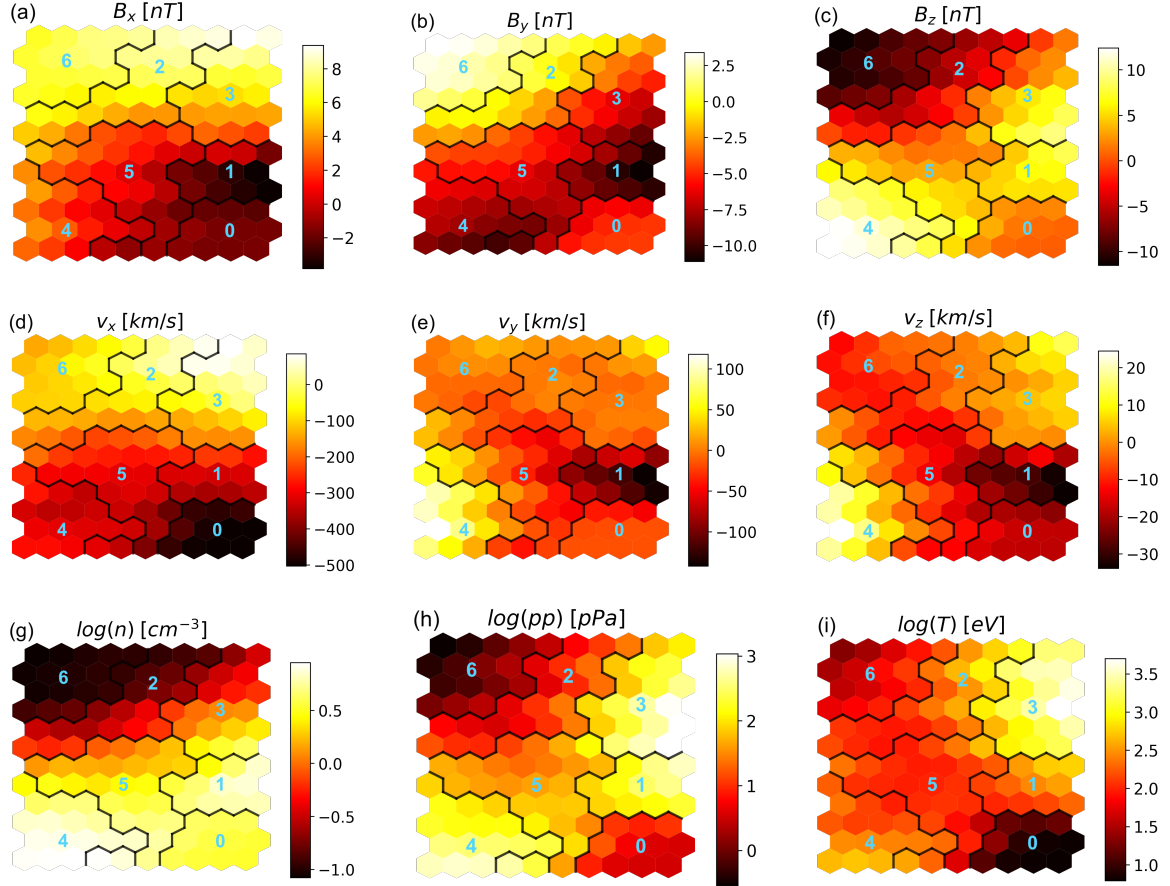 (a) B_x [nT]
6 2 3 5 1 4 0
8
6
4
2
0
−2
(b) B_y [nT]
6 2 3 5 1 4 0
2.5
0.0
−2.5
−5.0
−7.5
−10.0
(c) B_z [nT]
6 2 3 5 1 4 0
10
5
0
−5
−10
(d) v_x [km/s]
6 2 3 5 1 4 0
0
−100
−200
−300
−400
−500
(e) v_y [km/s]
6 2 3 5 1 4 0
100
50
0
−50
−100
(f) v_z [km/s]
6 2 3 5 1 4 0
20
10
0
−10
−20
−30
(g) log(n) [cm⁻³]
6 2 3 5 1 4 0
0.5
0.0
−0.5
−1.0
(h) log(pp) [pPa]
6 2 3 5 1 4 0
3
2
1
0
(i) log(T) [eV]
6 2 3 5 1 4 0
3.5
3.0
2.5
2.0
1.5
1.0